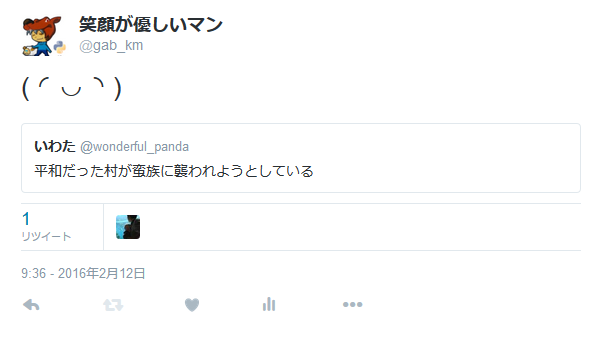 笑顔が優しいマン
@gab_km
( ◜ ◡ ◝ )
いわた @wonderful_panda
平和だった村が蛮族に襲われようとしている
1
リツイート
9:36 - 2016年2月12日